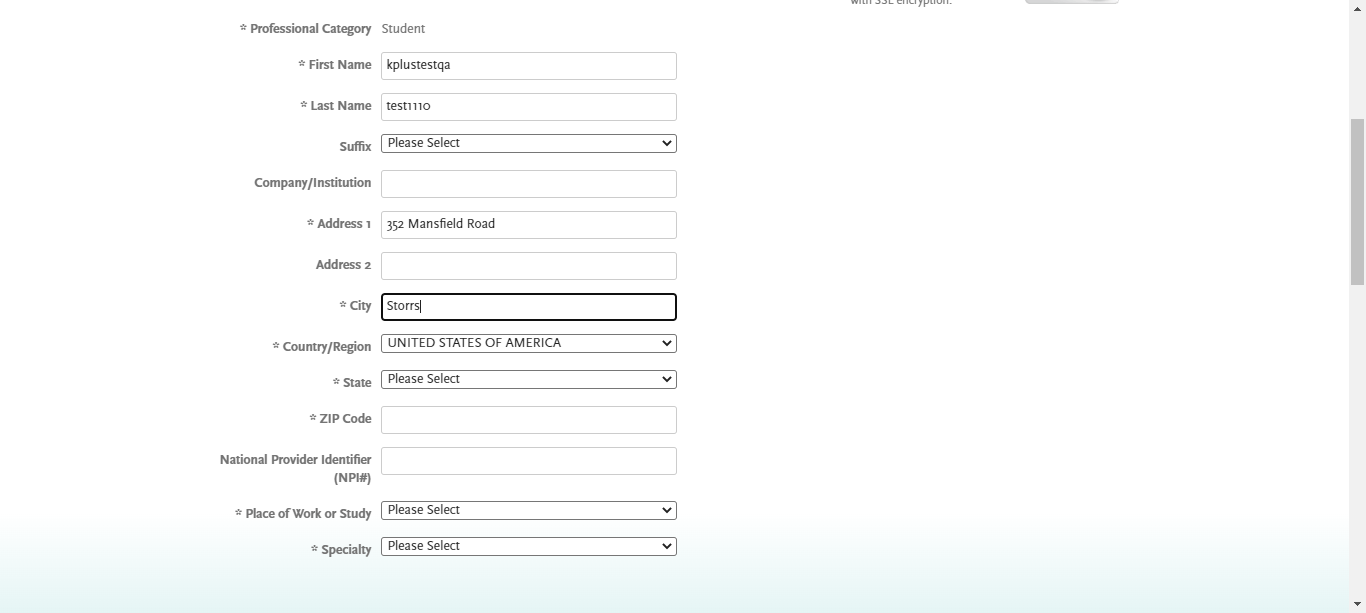 with SSL encryption.
* Professional Category Student
* First Name kplustestqa
* Last Name test1110
Suffix Please Select
Company/Institution
* Address 1 352 Mansfield Road
Address 2
* City Storrs
* Country/Region UNITED STATES OF AMERICA
* State Please Select
* ZIP Code
National Provider Identifier
(NPI#)
* Place of Work or Study Please Select
* Specialty Please Select